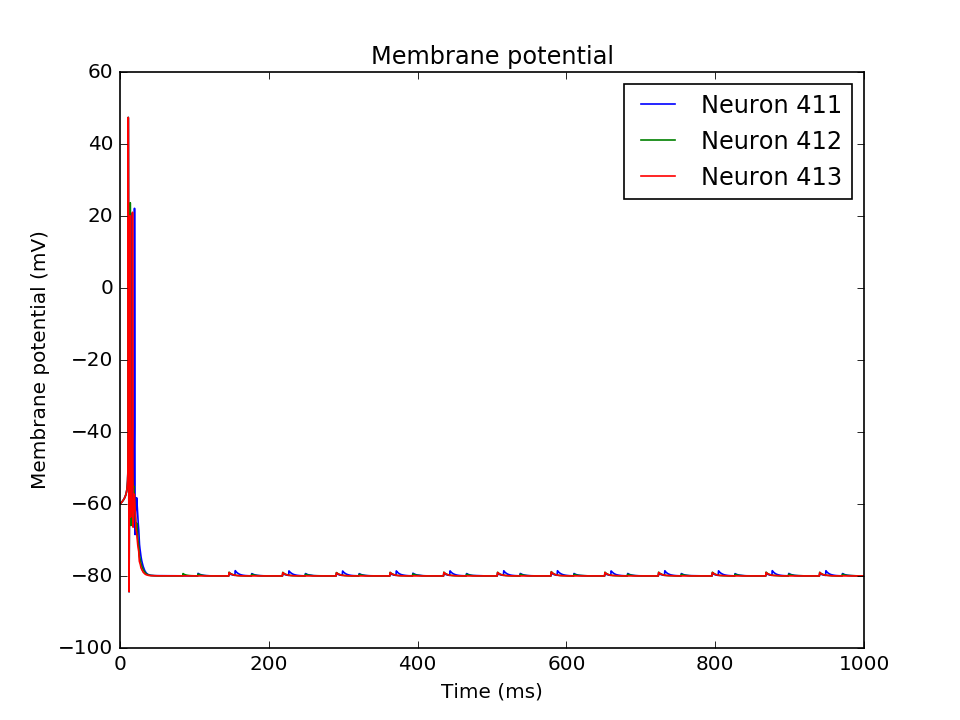 Membrane potential
Neuron 411
Neuron 412
Neuron 413
60
40
20
0
−20
−40
−60
−80
−100
Membrane potential (mV)
0 200 400 600 800 1000
Time (ms)